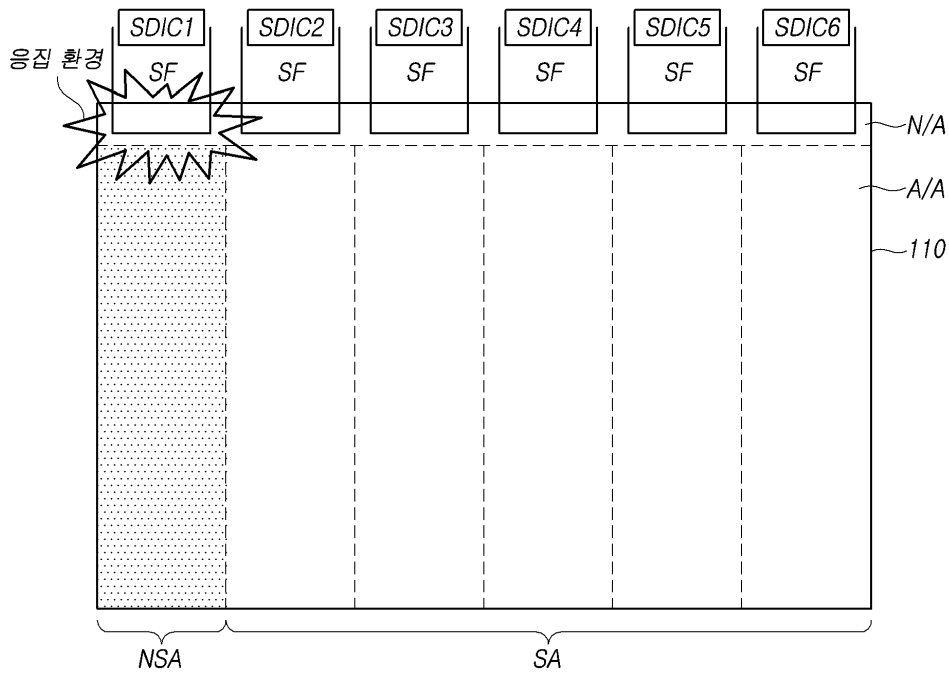 SDIC1 SDIC2 SDIC3 SDIC4 SDIC5 SDIC6
응집 환경
SF SF SF SF SF SF
N/A
A/A
110
NSA SA